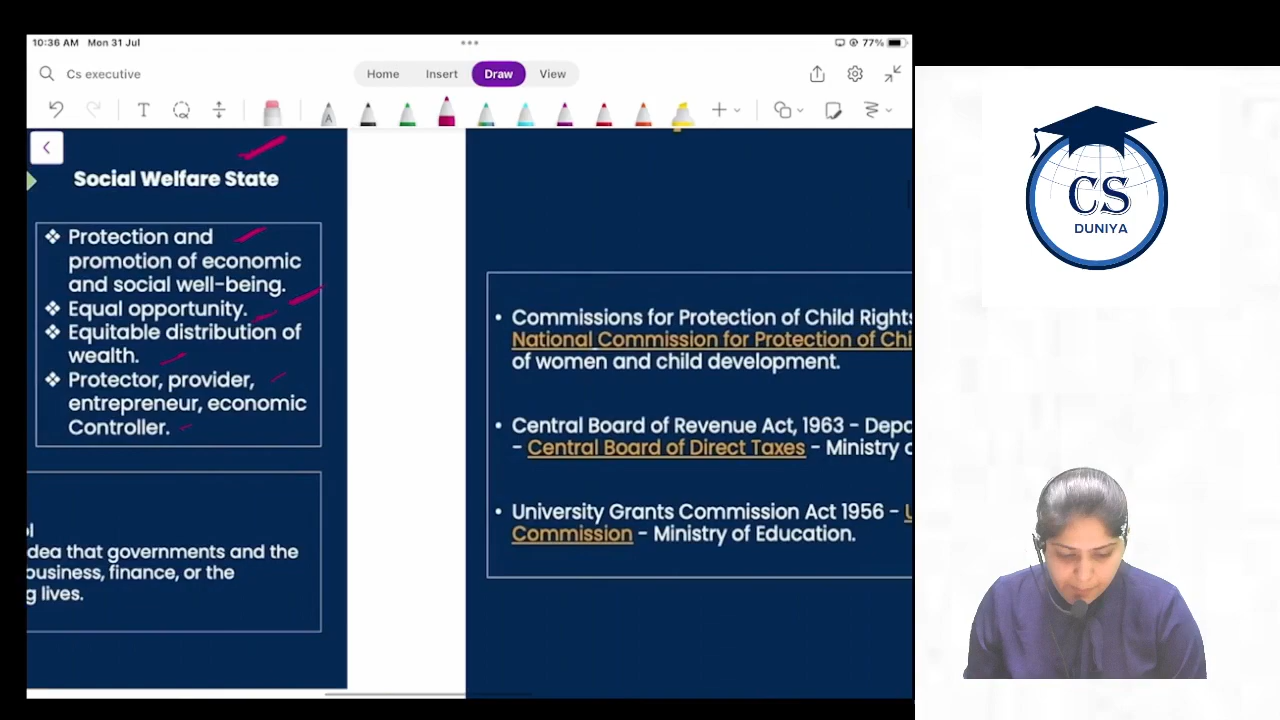 10:36 AM Mon 31 Jul
77%
Cs executive
Home Insert Draw View
T
A
Social Welfare State
❖ Protection and
promotion of economic
and social well-being.
❖ Equal opportunity.
❖ Equitable distribution of
wealth.
❖ Protector, provider,
entrepreneur, economic
Controller.
dea that governments and the
business, finance, or the
g lives.
• Commissions for Protection of Child Rights
National Commission for Protection of Chi
of women and child development.
• Central Board of Revenue Act, 1963 - Depa
- Central Board of Direct Taxes - Ministry o
• University Grants Commission Act 1956 - U
Commission - Ministry of Education.
CS
DUNIYA